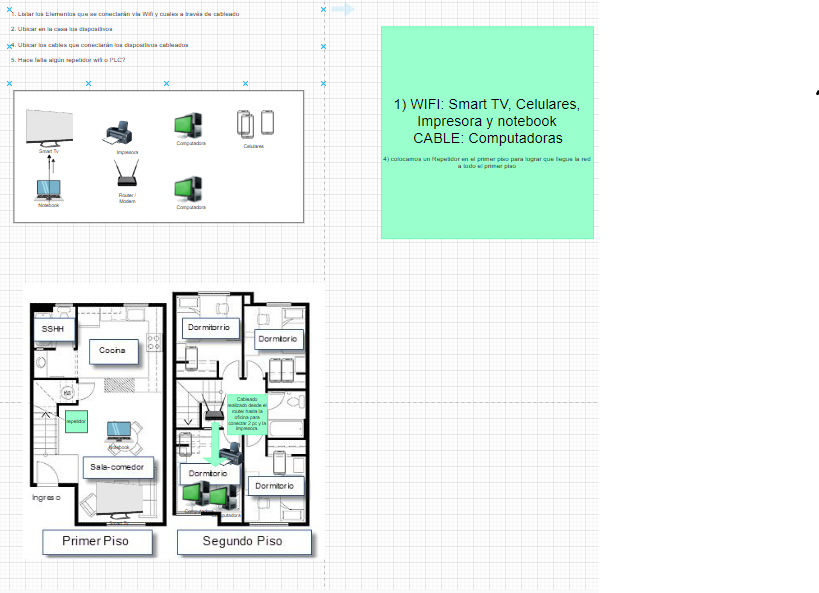 1. Listar los Elementos que se conectarán vía Wifi y cuales a través de cableado
2. Ubicar en la casa los dispositivos
4. Ubicar los cables que conectarán los dispositivos cableados
5. Hace falta algún repetidor wifi o PLC?
1) WIFI: Smart TV, Celulares,
Impresora y notebook
CABLE: Computadoras
4) colocamos un Repetidor en el primer piso para lograr que llegue la red
a todo el primer piso
Smart Tv
Impresora
Computadora
Celulares
Notebook
Router /
Modem
Computadora
SSHH
Cocina
repetidor
Notebook
Sala-comedor
Ingreso
Primer Piso
Dormitorrio
Dormitorio
Cableado
realizado desde el
router hasta la
oficina para
conectar 2 pc y la
impresora.
Dormitorio
Dormitorio
Segundo Piso